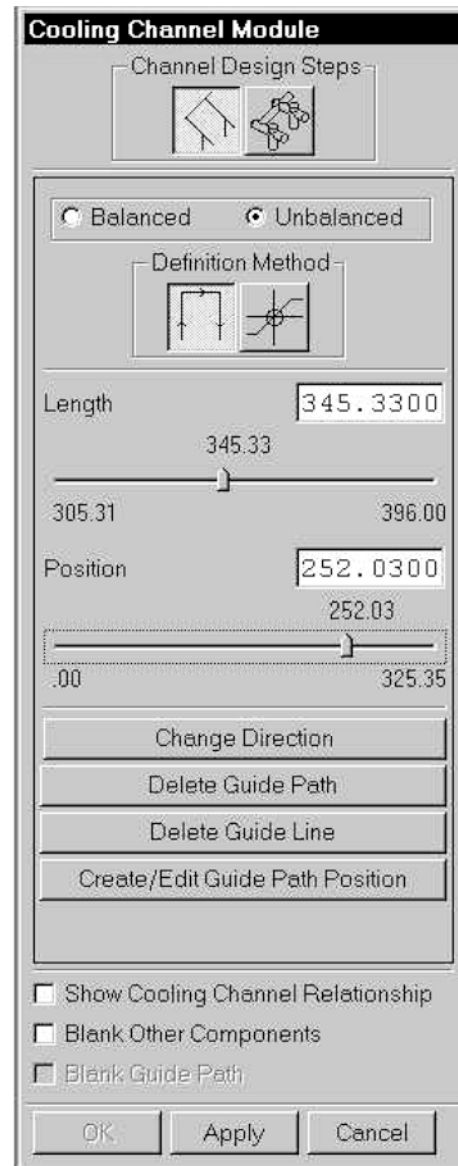 Cooling Channel Module
Channel Design Steps
Balanced Unbalanced
Definition Method
Length 345.3300
345.33
305.31 396.00
Position 252.0300
252.03
.00 325.35
Change Direction
Delete Guide Path
Delete Guide Line
Create/Edit Guide Path Position
Show Cooling Channel Relationship
Blank Other Components
Blank Guide Path
OK Apply Cancel